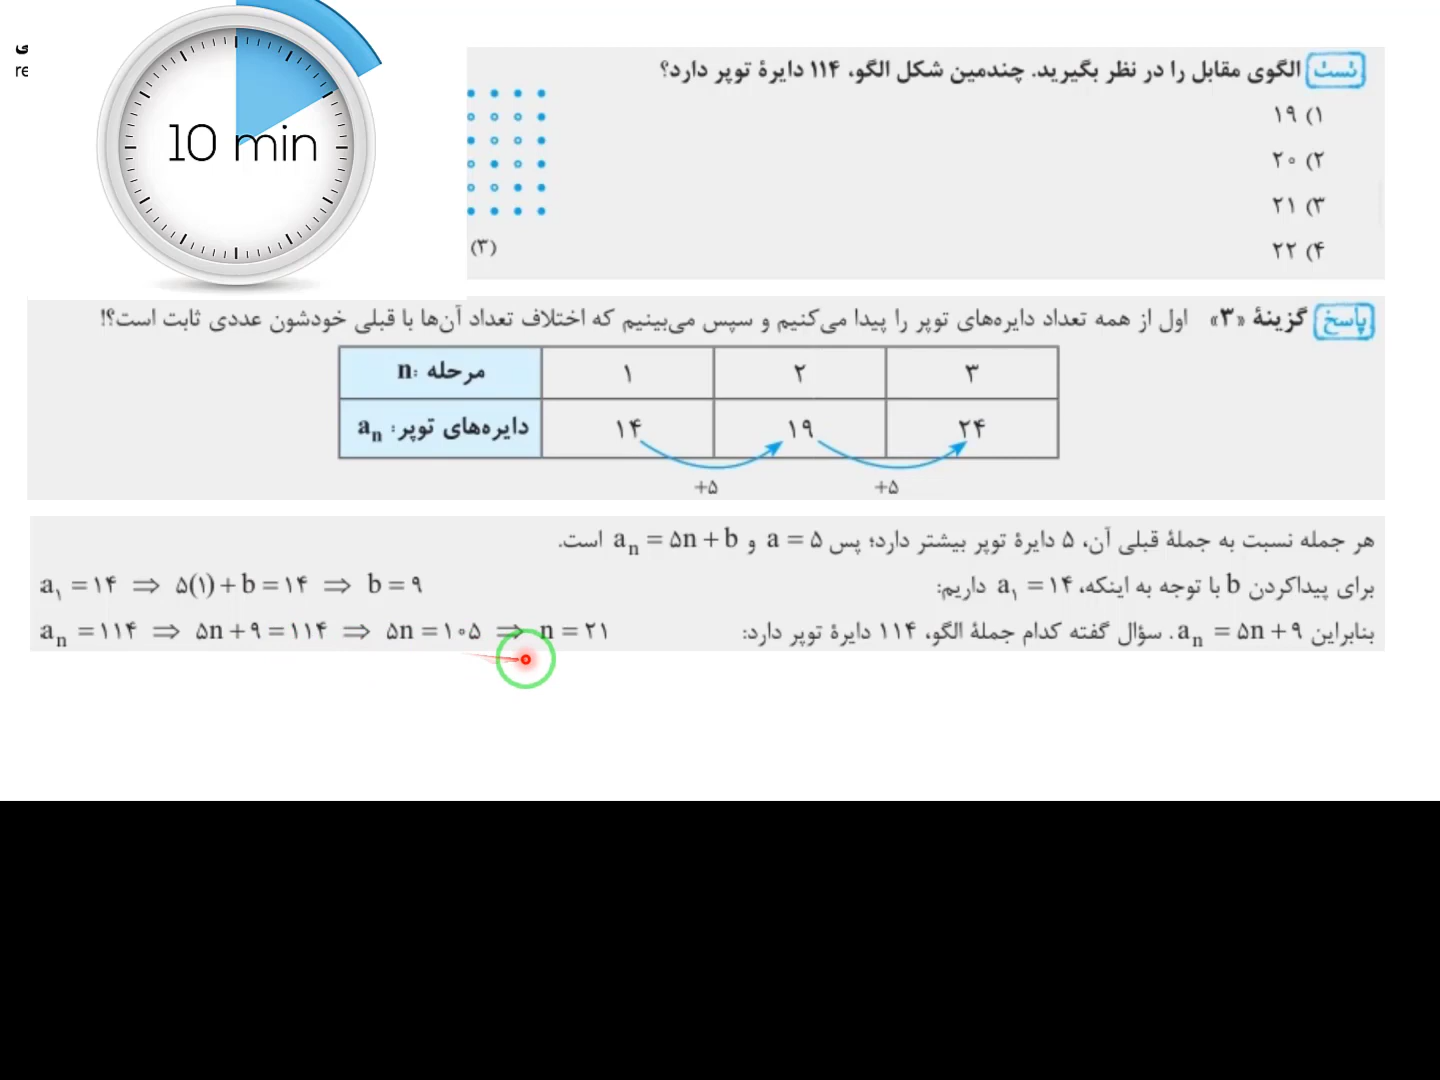 ی
re
10 min
تست الگوی مقابل را در نظر بگیرید. چندمین شکل الگو، ۱۱۴ دایرهٔ توپر دارد؟
۱) ۱۹
۲) ۲۰
۳) ۲۱
۴) ۲۲
(۳)
پاسخ گزینهٔ «۳» اول از همه تعداد دایره‌های توپر را پیدا می‌کنیم و سپس می‌بینیم که اختلاف تعداد آن‌ها با قبلی خودشون عددی ثابت است؟!
مرحله :n ۱ ۲ ۳
دایره‌های توپر: aₙ ۱۴ ۱۹ ۲۴
+۵ +۵
هر جمله نسبت به جملهٔ قبلی آن، ۵ دایرهٔ توپر بیشتر دارد؛ پس a = ۵ و aₙ = ۵n + b است.
برای پیداکردن b با توجه به اینکه، a₁ = ۱۴ داریم:
a₁ = ۱۴ ⇒ ۵(۱) + b = ۱۴ ⇒ b = ۹
بنابراین aₙ = ۵n + ۹. سؤال گفته کدام جملهٔ الگو، ۱۱۴ دایرهٔ توپر دارد:
aₙ = ۱۱۴ ⇒ ۵n + ۹ = ۱۱۴ ⇒ ۵n = ۱۰۵ ⇒ n = ۲۱